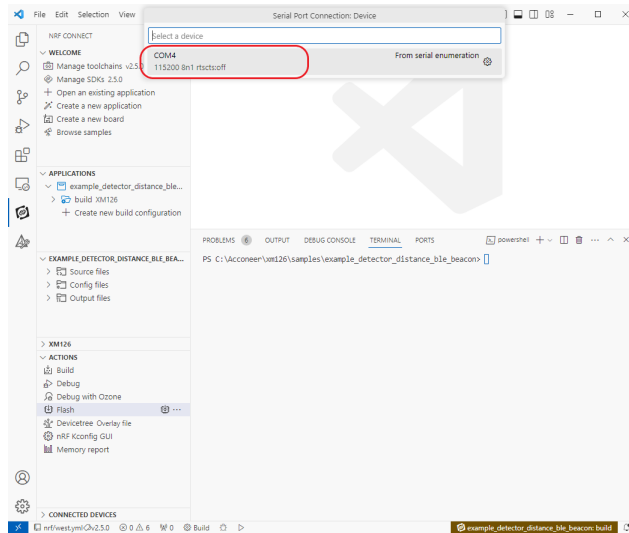 File Edit Selection View
Serial Port Connection: Device
Select a device
COM4 From serial enumeration
115200 8n1 rtscts:off
NRF CONNECT
WELCOME
Manage toolchains v2.5.0
Manage SDKs 2.5.0
Open an existing application
Create a new application
Create a new board
Browse samples
APPLICATIONS
example_detector_distance_ble...
build XM126
Create new build configuration
PROBLEMS 6 OUTPUT DEBUG CONSOLE TERMINAL PORTS powershell
PS C:\Acconeer\xm126\samples\example_detector_distance_ble_beacon>
EXAMPLE_DETECTOR_DISTANCE_BLE_BEA...
Source files
Config files
Output files
XM126
ACTIONS
Build
Debug
Debug with Ozone
Flash
Devicetree Overlay file
nRF Kconfig GUI
Memory report
CONNECTED DEVICES
nrf/west.yml v2.5.0 0 6 0 Build example_detector_distance_ble_beacon: build